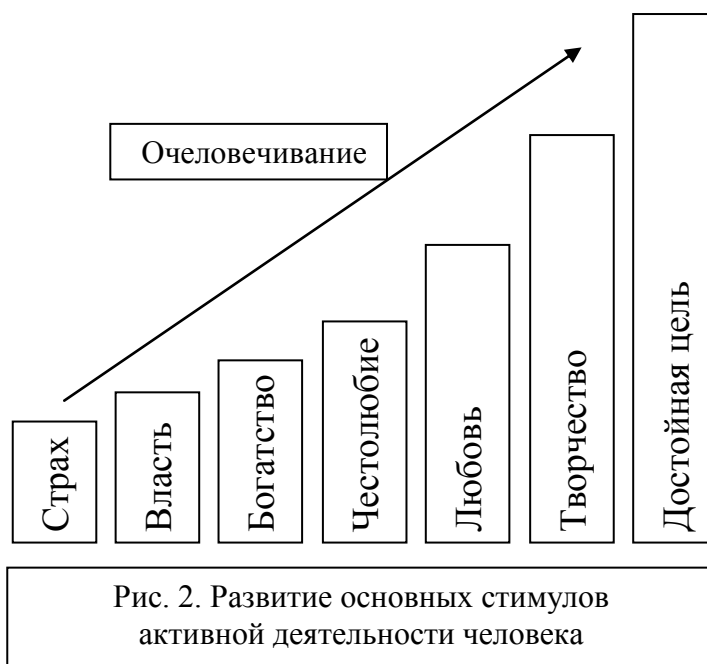 Очеловечивание
Страх
Власть
Богатство
Честолюбие
Любовь
Творчество
Достойная цель
Рис. 2. Развитие основных стимулов
активной деятельности человека